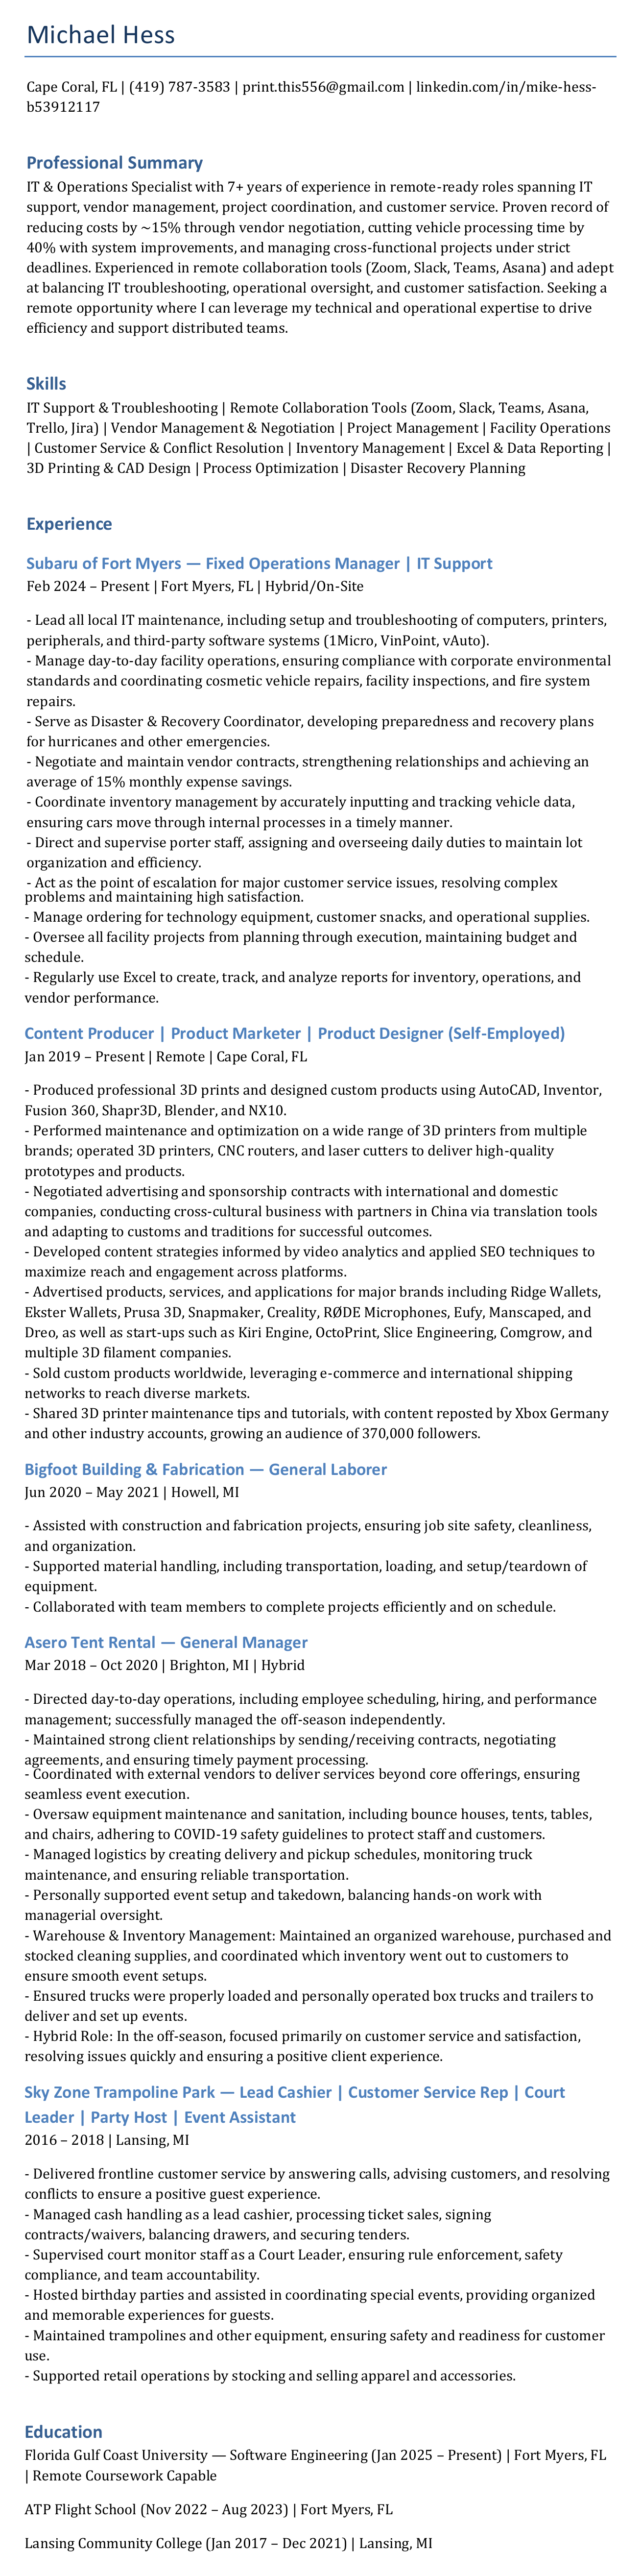 Michael Hess
Cape Coral, FL | (419) 787-3583 | print.this556@gmail.com | linkedin.com/in/mike-hess-
b53912117
Professional Summary
IT & Operations Specialist with 7+ years of experience in remote-ready roles spanning IT
support, vendor management, project coordination, and customer service. Proven record of
reducing costs by ~15% through vendor negotiation, cutting vehicle processing time by
40% with system improvements, and managing cross-functional projects under strict
deadlines. Experienced in remote collaboration tools (Zoom, Slack, Teams, Asana) and adept
at balancing IT troubleshooting, operational oversight, and customer satisfaction. Seeking a
remote opportunity where I can leverage my technical and operational expertise to drive
efficiency and support distributed teams.
Skills
IT Support & Troubleshooting | Remote Collaboration Tools (Zoom, Slack, Teams, Asana,
Trello, Jira) | Vendor Management & Negotiation | Project Management | Facility Operations
| Customer Service & Conflict Resolution | Inventory Management | Excel & Data Reporting |
3D Printing & CAD Design | Process Optimization | Disaster Recovery Planning
Experience
Subaru of Fort Myers — Fixed Operations Manager | IT Support
Feb 2024 – Present | Fort Myers, FL | Hybrid/On-Site
- Lead all local IT maintenance, including setup and troubleshooting of computers, printers,
peripherals, and third-party software systems (1Micro, VinPoint, vAuto).
- Manage day-to-day facility operations, ensuring compliance with corporate environmental
standards and coordinating cosmetic vehicle repairs, facility inspections, and fire system
repairs.
- Serve as Disaster & Recovery Coordinator, developing preparedness and recovery plans
for hurricanes and other emergencies.
- Negotiate and maintain vendor contracts, strengthening relationships and achieving an
average of 15% monthly expense savings.
- Coordinate inventory management by accurately inputting and tracking vehicle data,
ensuring cars move through internal processes in a timely manner.
- Direct and supervise porter staff, assigning and overseeing daily duties to maintain lot
organization and efficiency.
- Act as the point of escalation for major customer service issues, resolving complex
problems and maintaining high satisfaction.
- Manage ordering for technology equipment, customer snacks, and operational supplies.
- Oversee all facility projects from planning through execution, maintaining budget and
schedule.
- Regularly use Excel to create, track, and analyze reports for inventory, operations, and
vendor performance.
Content Producer | Product Marketer | Product Designer (Self-Employed)
Jan 2019 – Present | Remote | Cape Coral, FL
- Produced professional 3D prints and designed custom products using AutoCAD, Inventor,
Fusion 360, Shapr3D, Blender, and NX10.
- Performed maintenance and optimization on a wide range of 3D printers from multiple
brands; operated 3D printers, CNC routers, and laser cutters to deliver high-quality
prototypes and products.
- Negotiated advertising and sponsorship contracts with international and domestic
companies, conducting cross-cultural business with partners in China via translation tools
and adapting to customs and traditions for successful outcomes.
- Developed content strategies informed by video analytics and applied SEO techniques to
maximize reach and engagement across platforms.
- Advertised products, services, and applications for major brands including Ridge Wallets,
Ekster Wallets, Prusa 3D, Snapmaker, Creality, RØDE Microphones, Eufy, Manscaped, and
Dreo, as well as start-ups such as Kiri Engine, OctoPrint, Slice Engineering, Comgrow, and
multiple 3D filament companies.
- Sold custom products worldwide, leveraging e-commerce and international shipping
networks to reach diverse markets.
- Shared 3D printer maintenance tips and tutorials, with content reposted by Xbox Germany
and other industry accounts, growing an audience of 370,000 followers.
Bigfoot Building & Fabrication — General Laborer
Jun 2020 – May 2021 | Howell, MI
- Assisted with construction and fabrication projects, ensuring job site safety, cleanliness,
and organization.
- Supported material handling, including transportation, loading, and setup/teardown of
equipment.
- Collaborated with team members to complete projects efficiently and on schedule.
Asero Tent Rental — General Manager
Mar 2018 – Oct 2020 | Brighton, MI | Hybrid
- Directed day-to-day operations, including employee scheduling, hiring, and performance
management; successfully managed the off-season independently.
- Maintained strong client relationships by sending/receiving contracts, negotiating
agreements, and ensuring timely payment processing.
- Coordinated with external vendors to deliver services beyond core offerings, ensuring
seamless event execution.
- Oversaw equipment maintenance and sanitation, including bounce houses, tents, tables,
and chairs, adhering to COVID-19 safety guidelines to protect staff and customers.
- Managed logistics by creating delivery and pickup schedules, monitoring truck
maintenance, and ensuring reliable transportation.
- Personally supported event setup and takedown, balancing hands-on work with
managerial oversight.
- Warehouse & Inventory Management: Maintained an organized warehouse, purchased and
stocked cleaning supplies, and coordinated which inventory went out to customers to
ensure smooth event setups.
- Ensured trucks were properly loaded and personally operated box trucks and trailers to
deliver and set up events.
- Hybrid Role: In the off-season, focused primarily on customer service and satisfaction,
resolving issues quickly and ensuring a positive client experience.
Sky Zone Trampoline Park — Lead Cashier | Customer Service Rep | Court
Leader | Party Host | Event Assistant
2016 – 2018 | Lansing, MI
- Delivered frontline customer service by answering calls, advising customers, and resolving
conflicts to ensure a positive guest experience.
- Managed cash handling as a lead cashier, processing ticket sales, signing
contracts/waivers, balancing drawers, and securing tenders.
- Supervised court monitor staff as a Court Leader, ensuring rule enforcement, safety
compliance, and team accountability.
- Hosted birthday parties and assisted in coordinating special events, providing organized
and memorable experiences for guests.
- Maintained trampolines and other equipment, ensuring safety and readiness for customer
use.
- Supported retail operations by stocking and selling apparel and accessories.
Education
Florida Gulf Coast University — Software Engineering (Jan 2025 – Present) | Fort Myers, FL
| Remote Coursework Capable
ATP Flight School (Nov 2022 – Aug 2023) | Fort Myers, FL
Lansing Community College (Jan 2017 – Dec 2021) | Lansing, MI